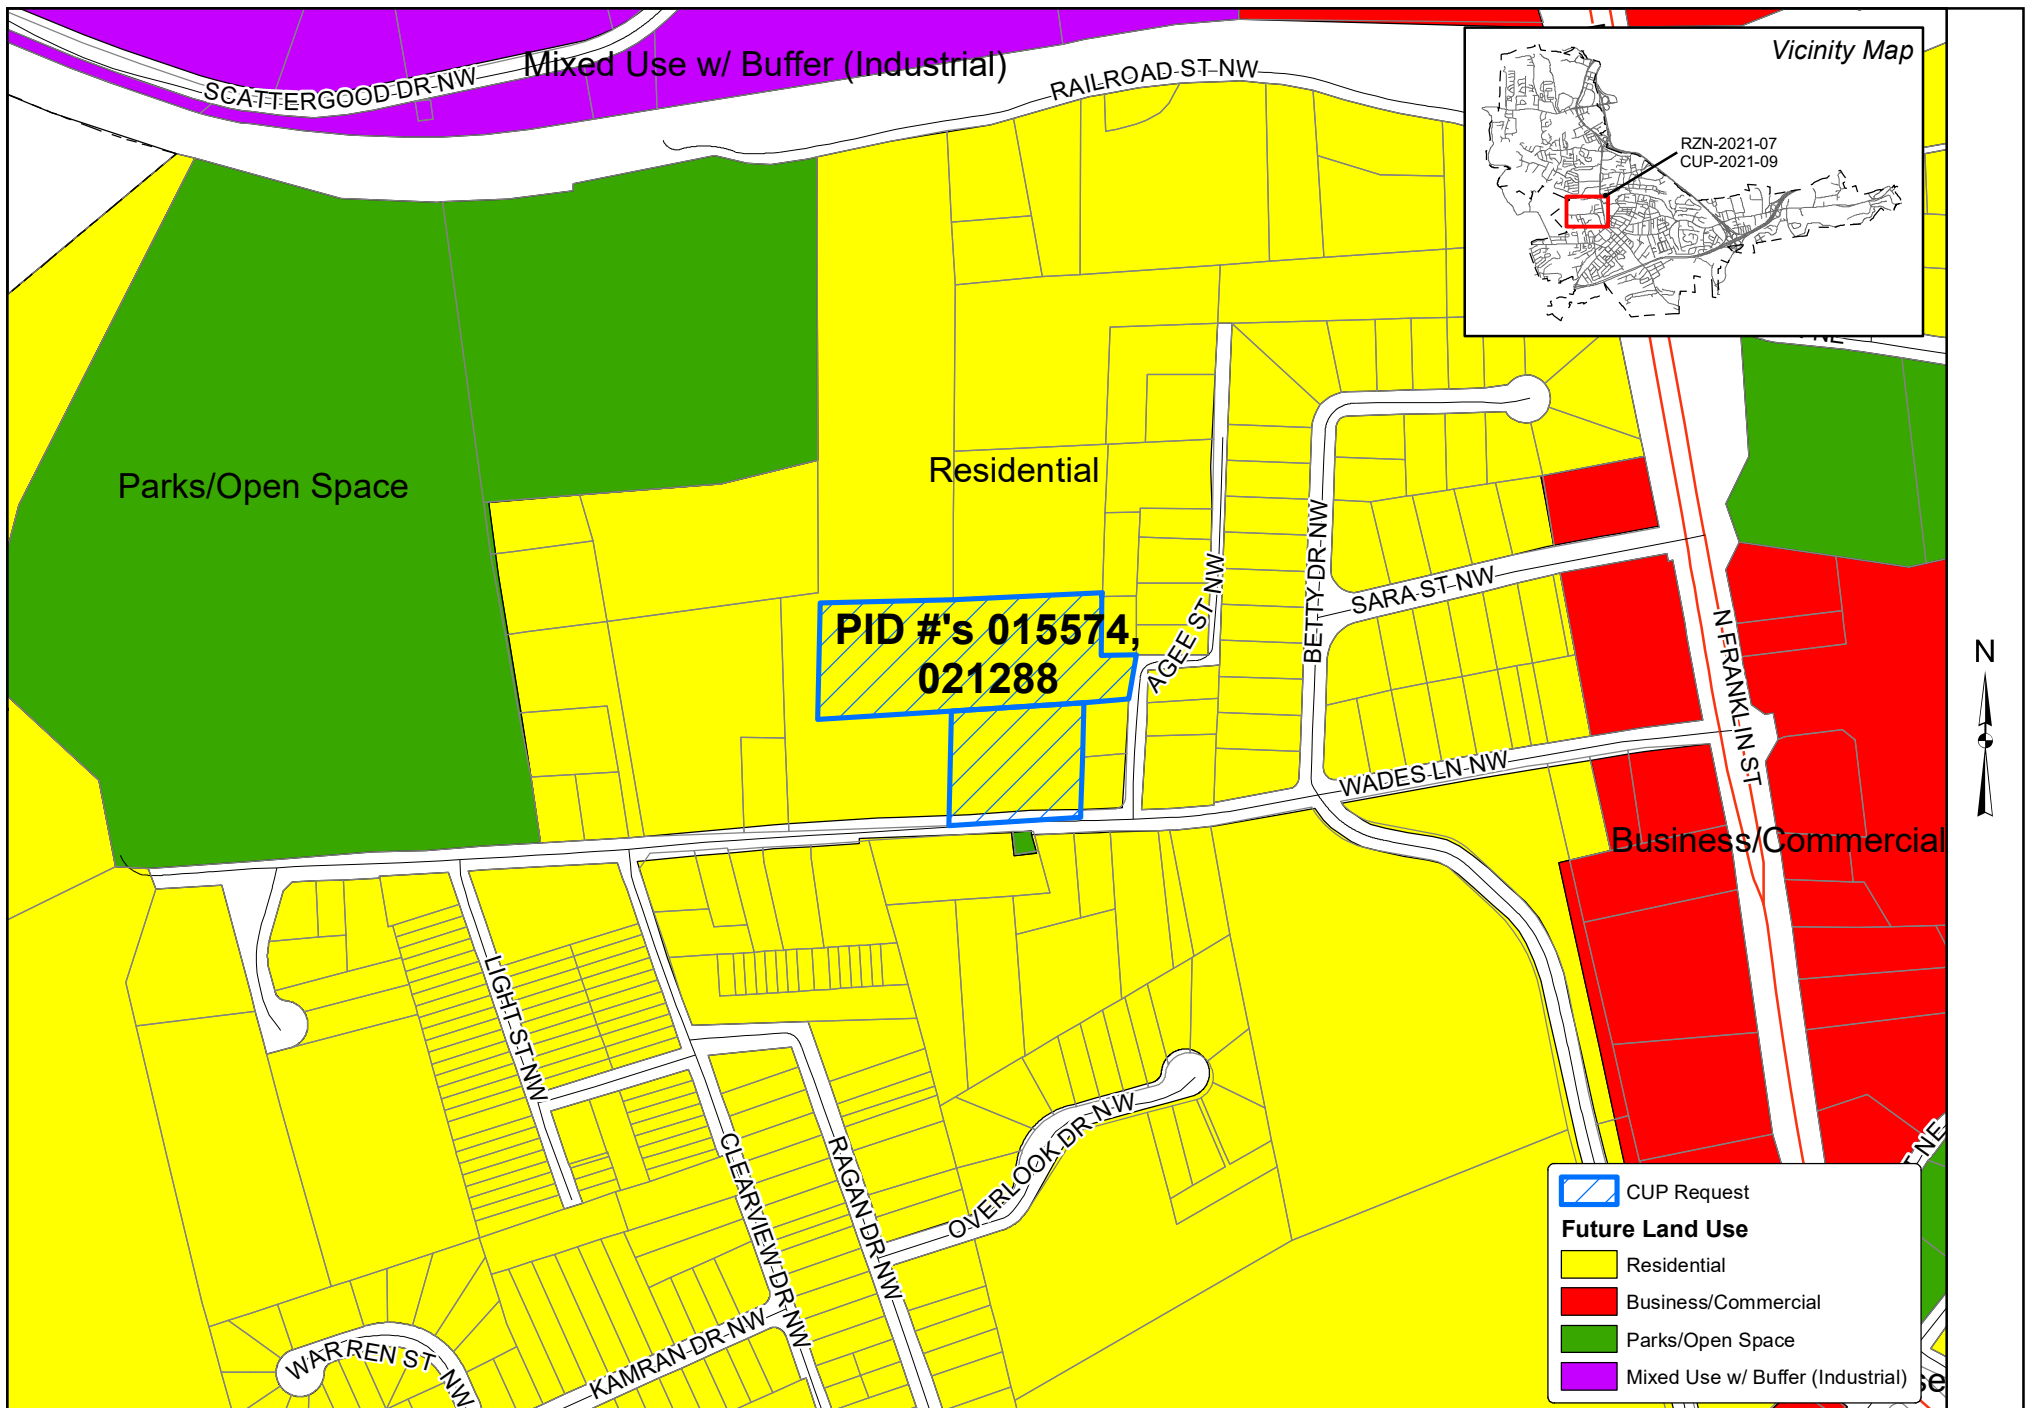 Mixed Use w/ Buffer (Industrial)
SCATTERGOOD DR NW
RAILROAD ST NW
Vicinity Map
RZN-2021-07
CUP-2021-09
NE
Parks/Open Space
Residential
BETTY DR NW
SARA ST NW
AGEE ST NW
PID #'s 015574,
021288
N FRANKLIN ST
N
WADES LN NW
Business/Commercial
LIGHT ST NW
CLEARVIEW DR NW
RAGAN DR NW
OVERLOOK DR NW
WARREN ST NW
KAMRAN DR NW
T NE
CUP Request
Future Land Use
Residential
Business/Commercial
Parks/Open Space
Mixed Use w/ Buffer (Industrial)